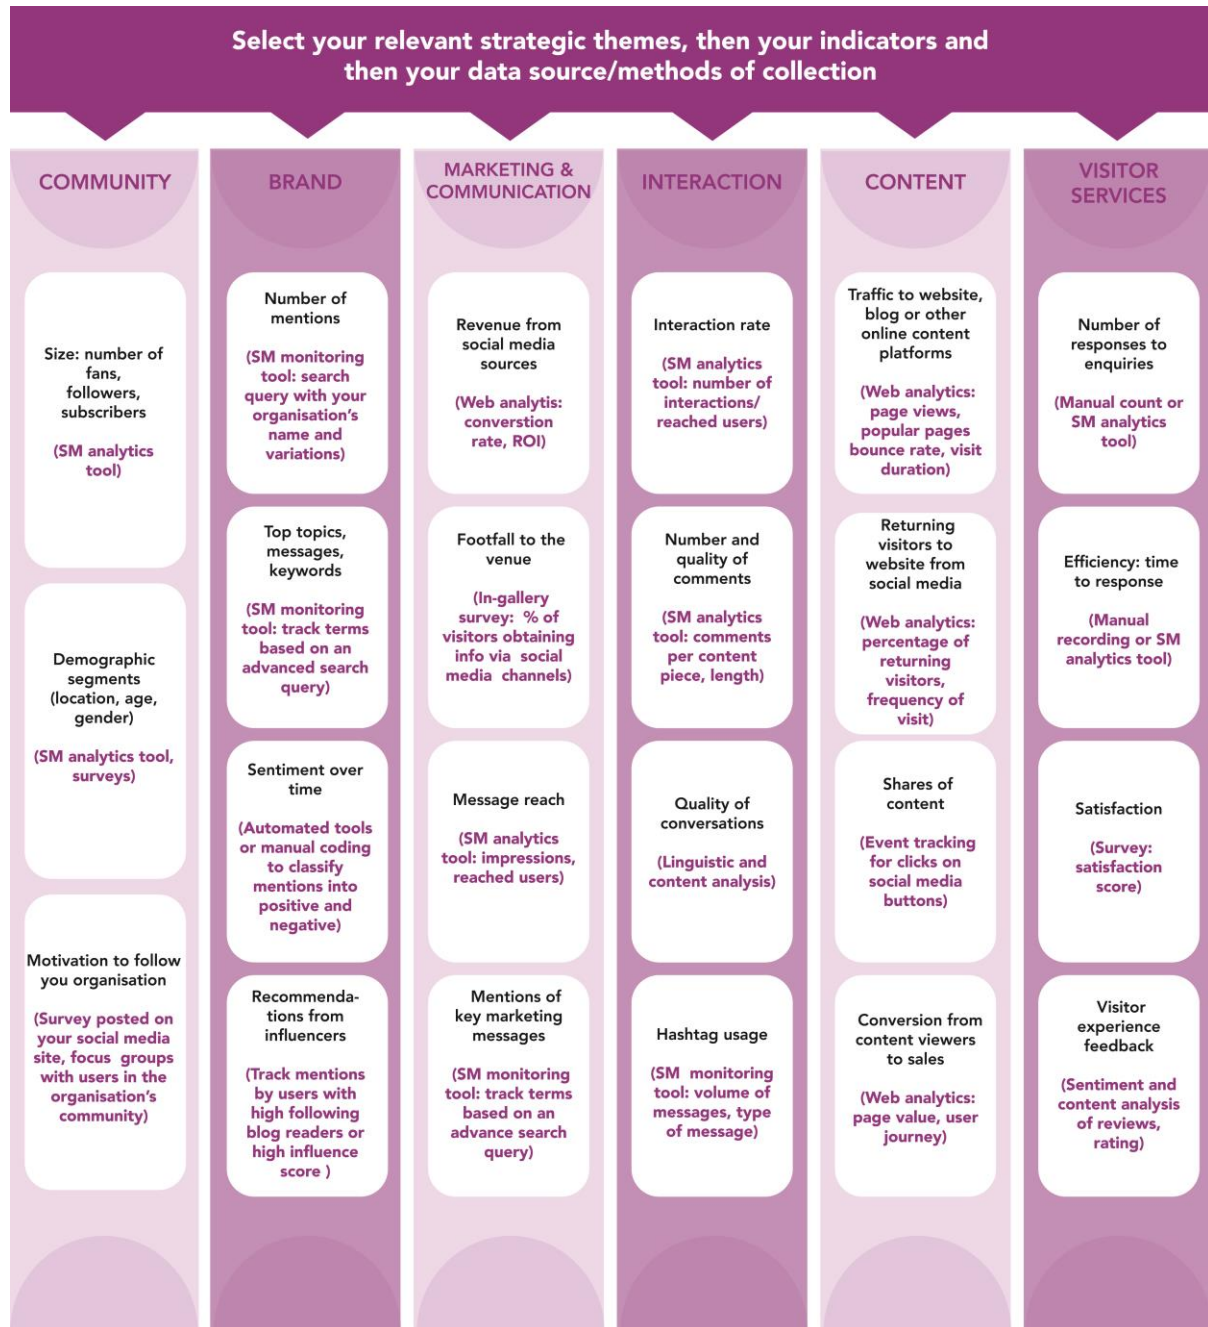 Select your relevant strategic themes, then your indicators and
then your data source/methods of collection
COMMUNITY
Size: number of
fans,
followers,
subscribers
(SM analytics
tool)
Demographic
segments
(location, age,
gender)
(SM analytics tool,
surveys)
Motivation to follow
you organisation
(Survey posted on
your social media
site, focus groups
with users in the
organisation's
community)
BRAND
Number of
mentions
(SM monitoring
tool: search
query with your
organisation's
name and
variations)
Top topics,
messages,
keywords
(SM monitoring
tool: track terms
based on an
advanced search
query)
Sentiment over
time
(Automated tools
or manual coding
to classify
mentions into
positive and
negative)
Recommenda-
tions from
influencers
(Track mentions
by users with
high following
blog readers or
high influence
score )
MARKETING &
COMMUNICATION
Revenue from
social media
sources
(Web analytis:
converstion
rate, ROI)
Footfall to the
venue
(In-gallery
survey: % of
visitors obtaining
info via social
media channels)
Message reach
(SM analytics
tool: impressions,
reached users)
Mentions of
key marketing
messages
(SM monitoring
tool: track terms
based on an
advance search
query)
INTERACTION
Interaction rate
(SM analytics
tool: number of
interactions/
reached users)
Number and
quality of
comments
(SM analytics
tool: comments
per content
piece, length)
Quality of
conversations
(Linguistic and
content analysis)
Hashtag usage
(SM monitoring
tool: volume of
messages, type
of message)
CONTENT
Traffic to website,
blog or other
online content
platforms
(Web analytics:
page views,
popular pages
bounce rate, visit
duration)
Returning
visitors to
website from
social media
(Web analytics:
percentage of
returning
visitors,
frequency of
visit)
Shares of
content
(Event tracking
for clicks on
social media
buttons)
Conversion from
content viewers
to sales
(Web analytics:
page value, user
journey)
VISITOR
SERVICES
Number of
responses to
enquiries
(Manual count or
SM analytics
tool)
Efficiency: time
to response
(Manual
recording or SM
analytics tool)
Satisfaction
(Survey:
satisfaction
score)
Visitor
experience
feedback
(Sentiment and
content analysis
of reviews,
rating)